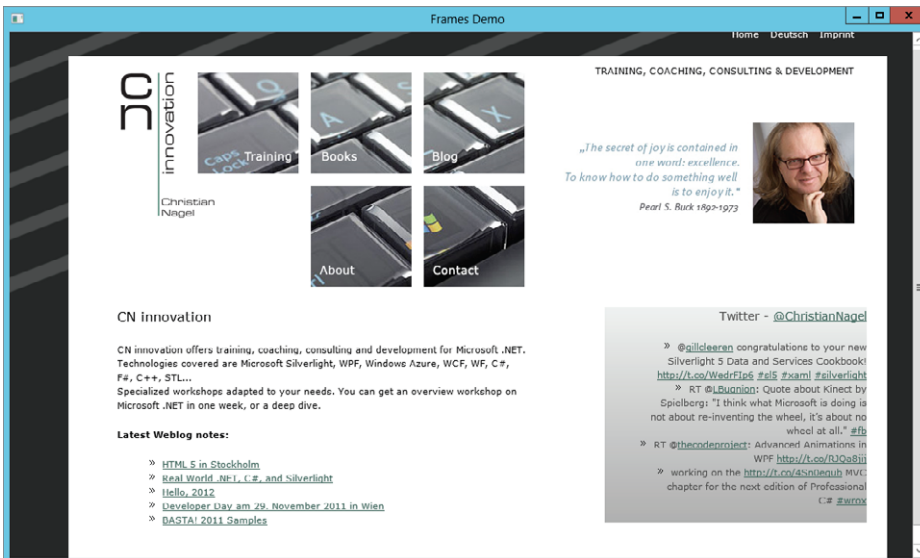 Frames Demo
Home Deutsch Imprint
TRAINING, COACHING, CONSULTING & DEVELOPMENT
cn
innovation
Christian
Nagel
Caps
Lock
Q
A
S
X
Training
Books
Blog
About
Contact
„The secret of joy is contained in
one word: excellence.
To know how to do something well
is to enjoy it."
Pearl S. Buck 1892-1973
CN innovation
CN innovation offers training, coaching, consulting and development for Microsoft .NET.
Technologies covered are Microsoft Silverlight, WPF, Windows Azure, WCF, WF, C#,
F#, C++, STL...
Specialized workshops adapted to your needs. You can get an overview workshop on
Microsoft .NET in one week, or a deep dive.
Latest Weblog notes:
» HTML 5 in Stockholm
» Real World .NET, C#, and Silverlight
» Hello, 2012
» Developer Day am 29. November 2011 in Wien
» BASTA! 2011 Samples
Twitter - @ChristianNagel
» @gillcleeren congratulations to your new
Silverlight 5 Data and Services Cookbook!
http://t.co/WedrFIp6 #sl5 #xaml #silverlight
» RT @LBugnion: Quote about Kinect by
Spielberg: "I think what Microsoft is doing is
not about re-inventing the wheel, it's about no
wheel at all." #fb
» RT @thecodeproject: Advanced Animations in
WPF
» working on the MVC
chapter for the next edition of Professional
C# #wrox